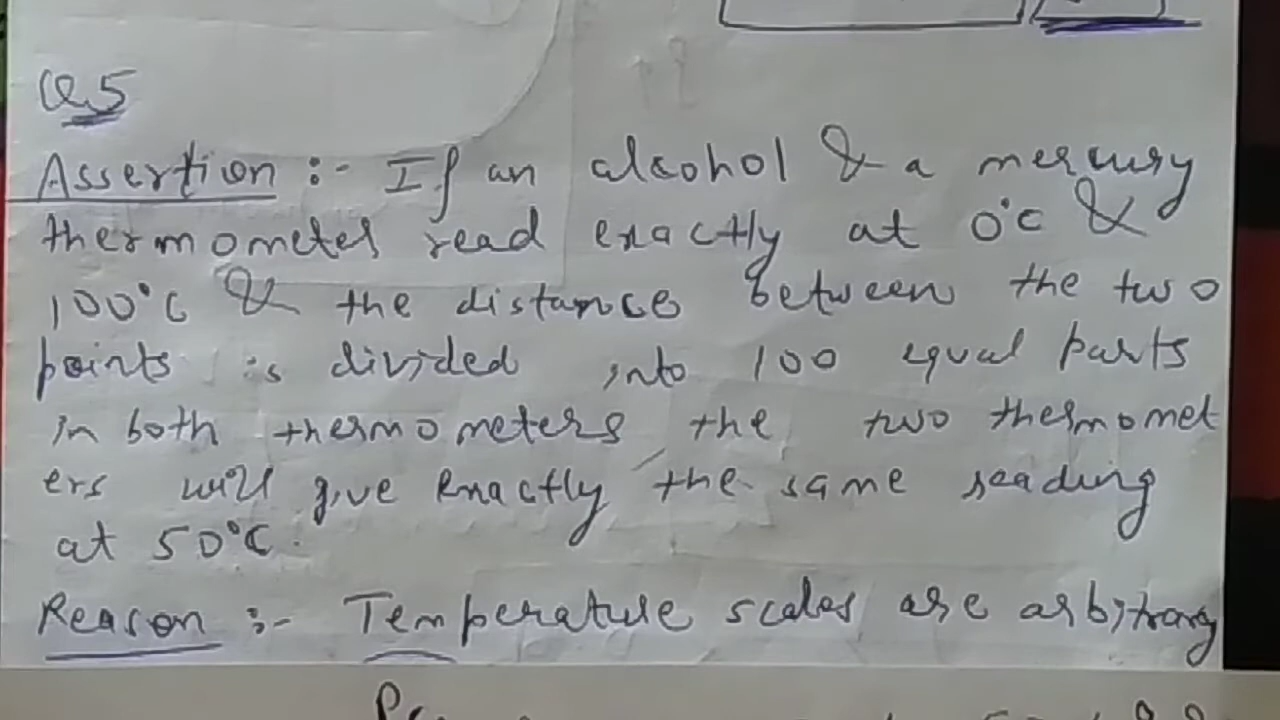 Q.5
Assertion :- If an alcohol & a mercury
thermometer read exactly at 0°C &
100°C & the distance between the two
points is divided into 100 equal parts
in both thermometers the two thermomet
ers will give exactly the same reading
at 50°C.
Reason :- Temperature scales are arbitrary